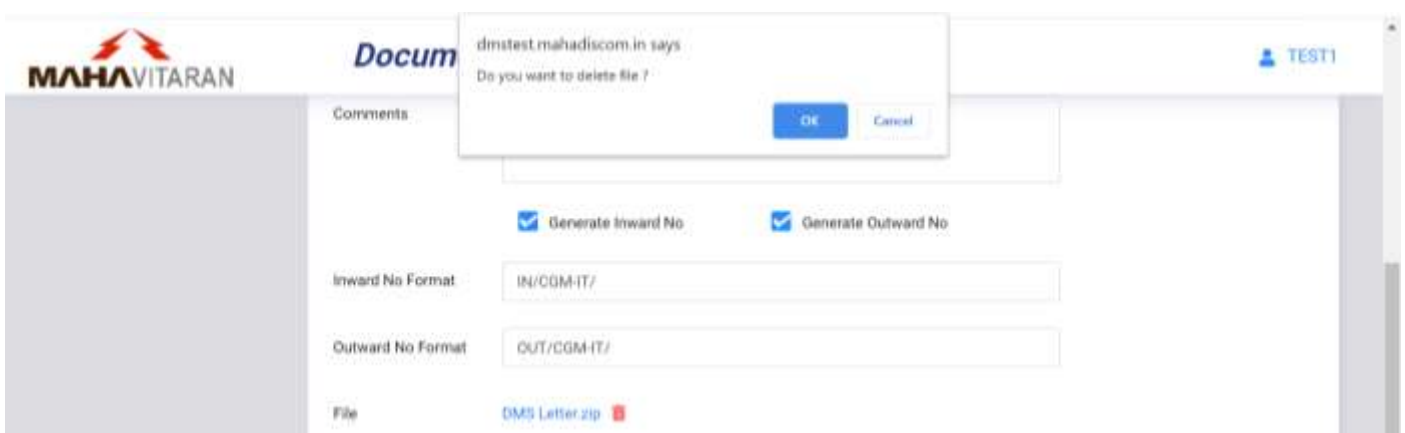 dmstest.mahadiscom.in says
Do you want to delete file ?
OK
Cancel
MAHAVITARAN
Docum
TEST1
Comments
Generate Inward No
Generate Outward No
Inward No Format
IN/CGM-IT/
Outward No Format
OUT/CGM-IT/
File
DMS Letter.zip